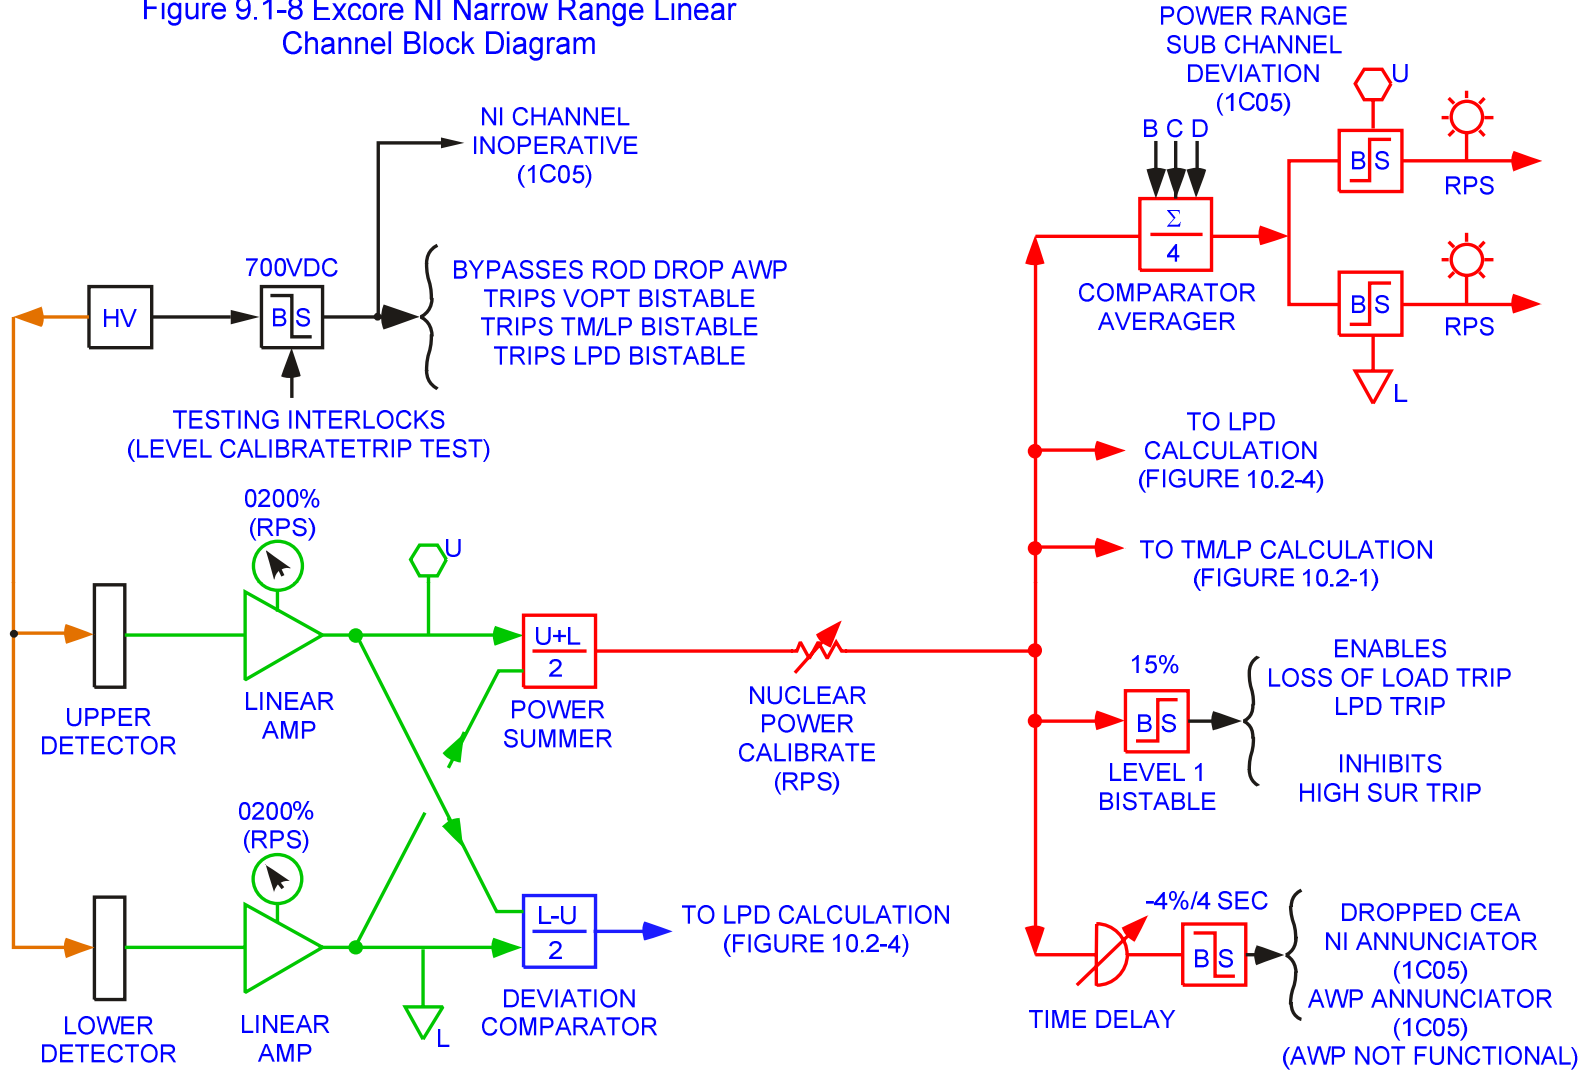 Figure 9.1-8 Excore NI Narrow Range Linear
Channel Block Diagram
NI CHANNEL
INOPERATIVE
(1C05)
700VDC
HV
B S
BYPASSES ROD DROP AWP
TRIPS VOPT BISTABLE
TRIPS TM/LP BISTABLE
TRIPS LPD BISTABLE
TESTING INTERLOCKS
(LEVEL CALIBRATETRIP TEST)
0200%
(RPS)
U
UPPER
DETECTOR
LINEAR
AMP
U+L
2
POWER
SUMMER
NUCLEAR
POWER
CALIBRATE
(RPS)
0200%
(RPS)
LOWER
DETECTOR
LINEAR
AMP
L
L-U
2
DEVIATION
COMPARATOR
TO LPD CALCULATION
(FIGURE 10.2-4)
POWER RANGE
SUB CHANNEL
DEVIATION
(1C05)
B C D
Σ
4
COMPARATOR
AVERAGER
U
B S
RPS
B S
RPS
L
TO LPD
CALCULATION
(FIGURE 10.2-4)
TO TM/LP CALCULATION
(FIGURE 10.2-1)
15%
B S
LEVEL 1
BISTABLE
ENABLES
LOSS OF LOAD TRIP
LPD TRIP
INHIBITS
HIGH SUR TRIP
-4%/4 SEC
B S
TIME DELAY
DROPPED CEA
NI ANNUNCIATOR
(1C05)
AWP ANNUNCIATOR
(1C05)
(AWP NOT FUNCTIONAL)